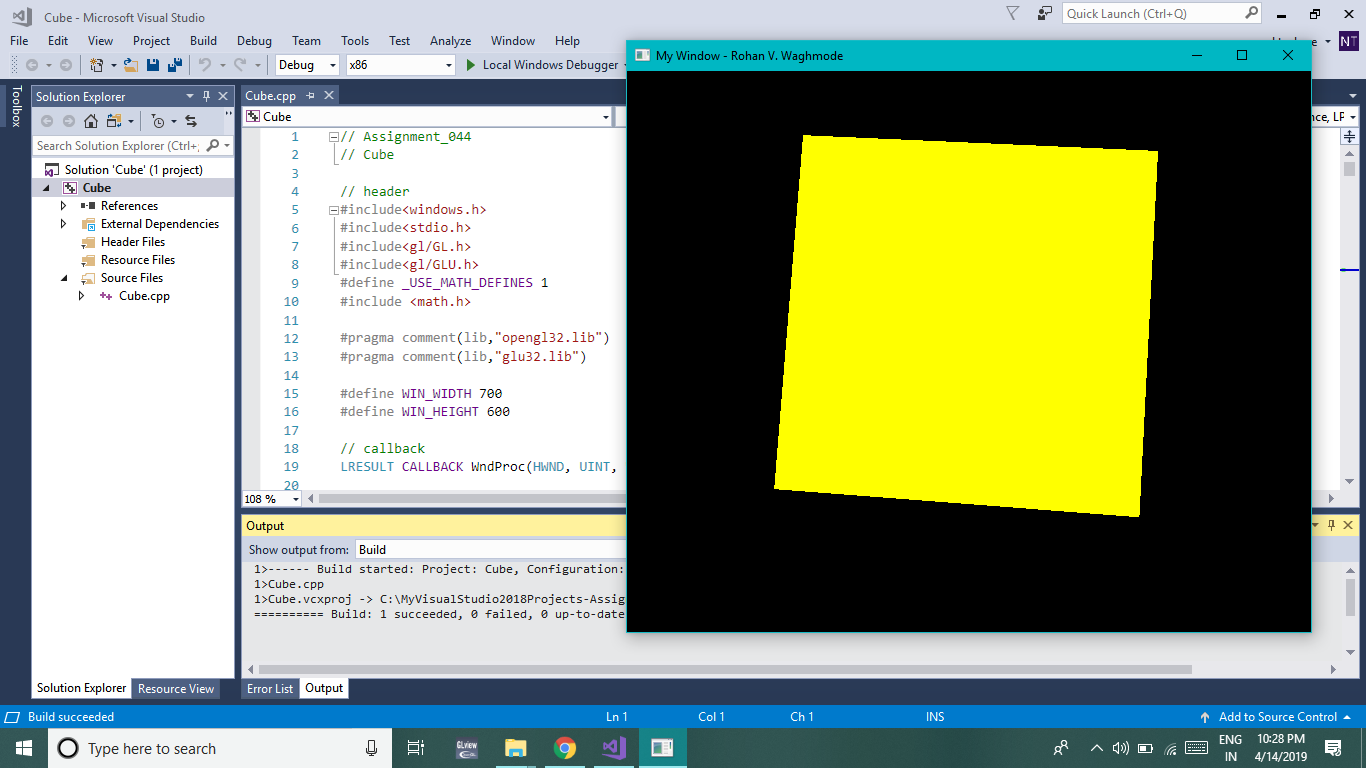 Cube - Microsoft Visual Studio
Quick Launch (Ctrl+Q)
File Edit View Project Build Debug Team Tools Test Analyze Window Help
NT
Debug x86 Local Windows Debugger
My Window - Rohan V. Waghmode
Toolbox
Solution Explorer
Search Solution Explorer (Ctrl+;
Solution 'Cube' (1 project)
Cube
References
External Dependencies
Header Files
Resource Files
Source Files
Cube.cpp
Solution Explorer Resource View
Cube.cpp
Cube
1 // Assignment_044
2 // Cube
3
4 // header
5 #include<windows.h>
6 #include<stdio.h>
7 #include<gl/GL.h>
8 #include<gl/GLU.h>
9 #define _USE_MATH_DEFINES 1
10 #include <math.h>
11
12 #pragma comment(lib,"opengl32.lib")
13 #pragma comment(lib,"glu32.lib")
14
15 #define WIN_WIDTH 700
16 #define WIN_HEIGHT 600
17
18 // callback
19 LRESULT CALLBACK WndProc(HWND, UINT,
20
108 %
Output
Show output from: Build
1>------ Build started: Project: Cube, Configuration:
1>Cube.cpp
1>Cube.vcxproj -> C:\MyVisualStudio2018Projects-Assig
========== Build: 1 succeeded, 0 failed, 0 up-to-date
Error List Output
Build succeeded Ln 1 Col 1 Ch 1 INS Add to Source Control
Type here to search
GLview
ENG
IN
10:28 PM
4/14/2019